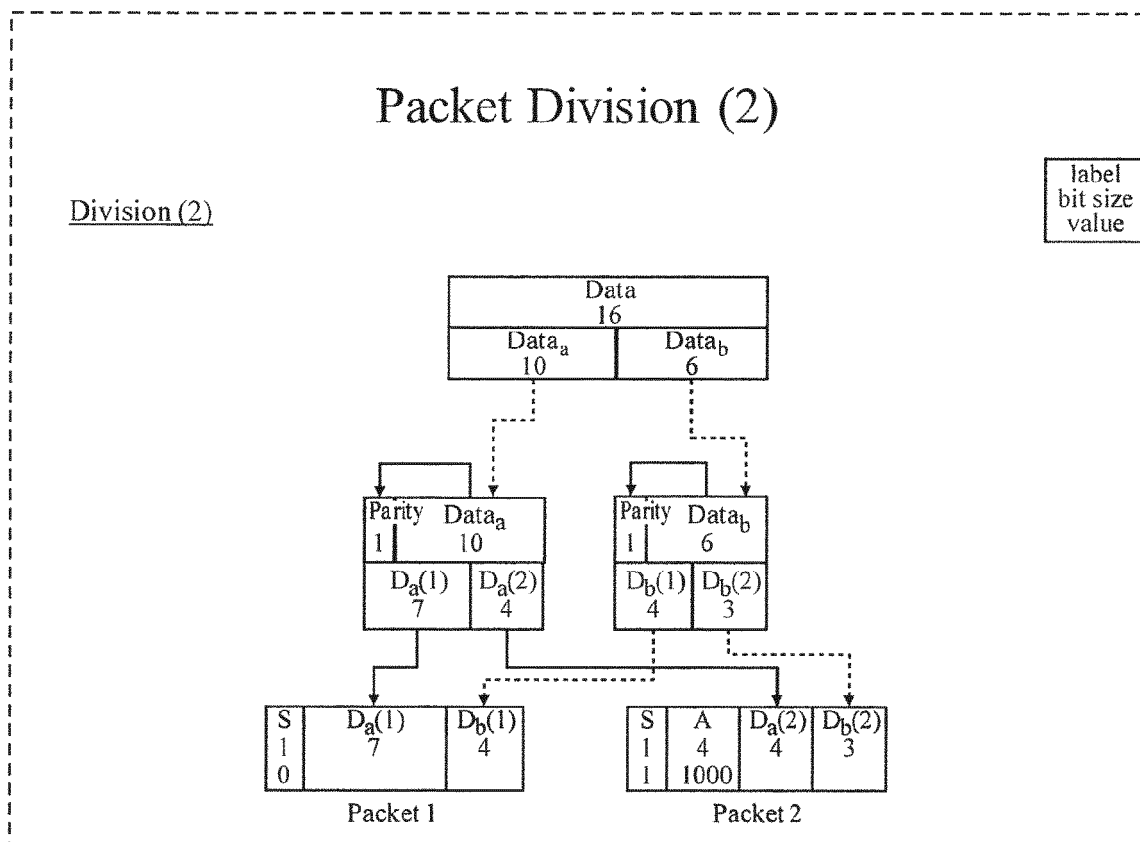 Packet Division (2)
label
bit size
value
Division (2)
Data
16
Data_a Data_b
10 6
Parity Data_a Parity Data_b
1 10 1 6
D_a(1) D_a(2) D_b(1) D_b(2)
7 4 4 3
S D_a(1) D_b(1) S A D_a(2) D_b(2)
1 7 4 1 4 4 3
0 1 1000
Packet 1 Packet 2